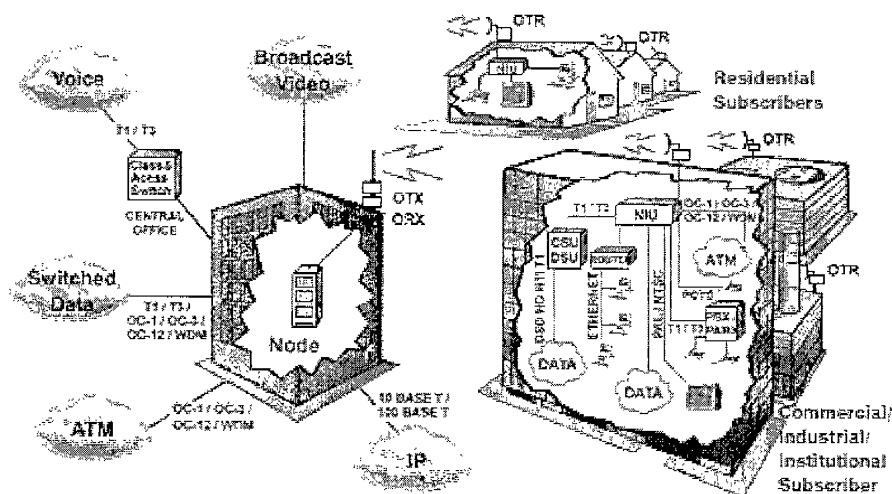 Voice
Broadcast
Video
T1 / T3
Class-5
Access
Switch
CENTRAL
OFFICE
Switched
Data
T1 / T3 /
OC-1 / OC-3 /
OC-12 / WDM
ATM
OC-1 / OC-3 /
OC-12 / WDM
Node
OTX
ORX
10 BASE T /
100 BASE T
IP
OTR
OTR
NIU
Residential
Subscribers
OTR
T1 / T3
NIU
OC-1 / OC-3 /
OC-12 / WDM
CSU
DSU
ROUTER
ATM
OTR
ETHERNET
PAL / NTSC
POTS
PBX
PABX
T1 / T3
DATA
DATA
Commercial/
Industrial/
Institutional
Subscriber